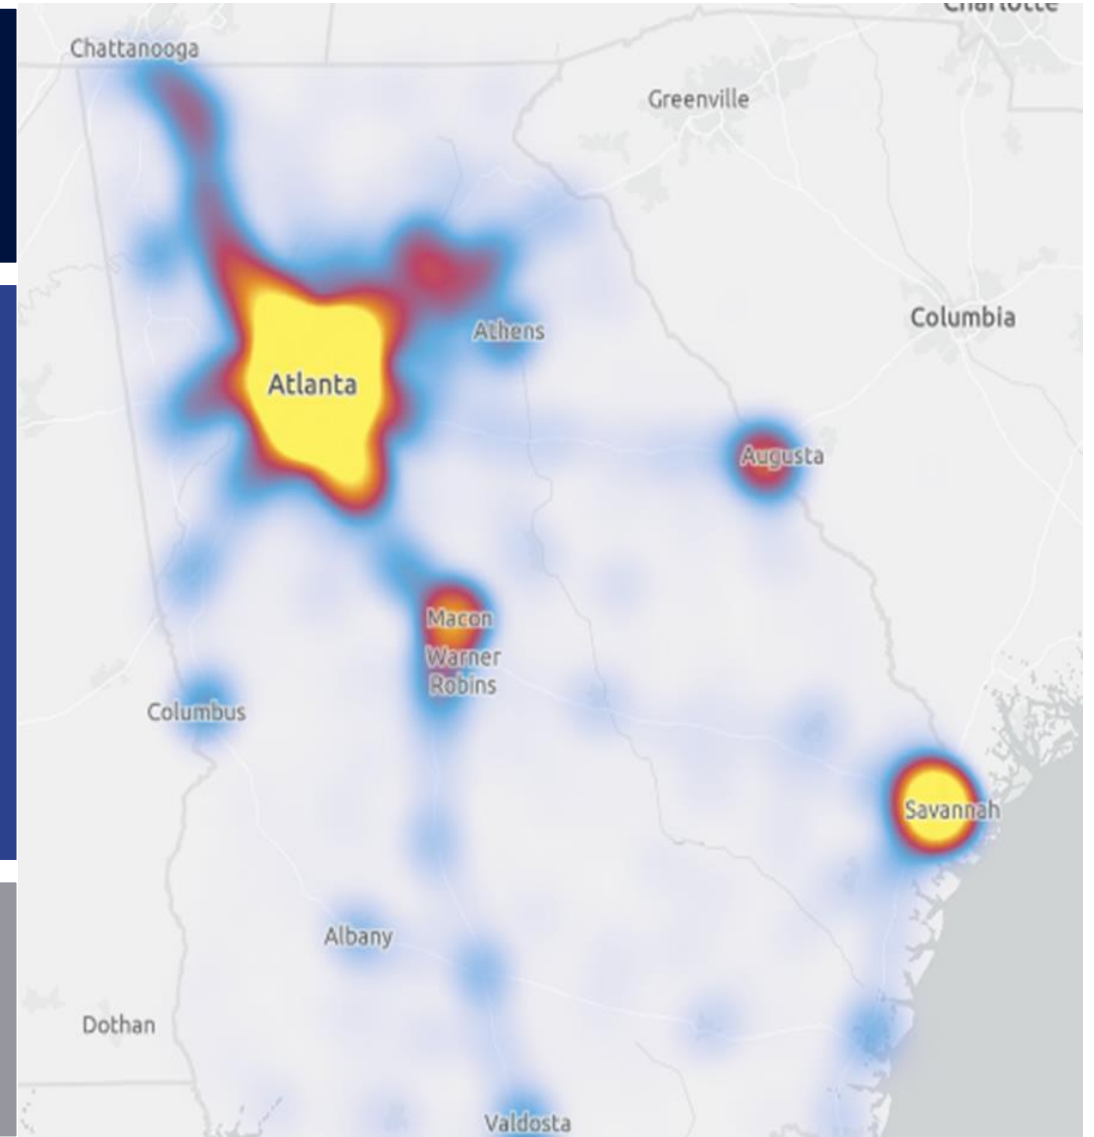 Charlotte
Chattanooga
Greenville
Columbia
Athens
Atlanta
Augusta
Macon
Warner
Robins
Columbus
Savannah
Albany
Dothan
Valdosta